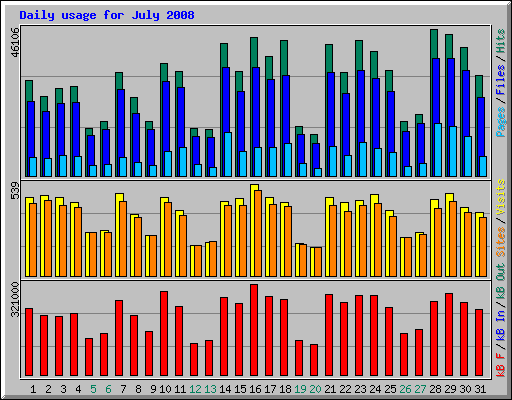 Daily usage for July 2008
46106
Pages / Files / Hits
539
Sites / Visits
321000
kB F / kB In / kB Out
1 2 3 4 5 6 7 8 9 10 11 12 13 14 15 16 17 18 19 20 21 22 23 24 25 26 27 28 29 30 31